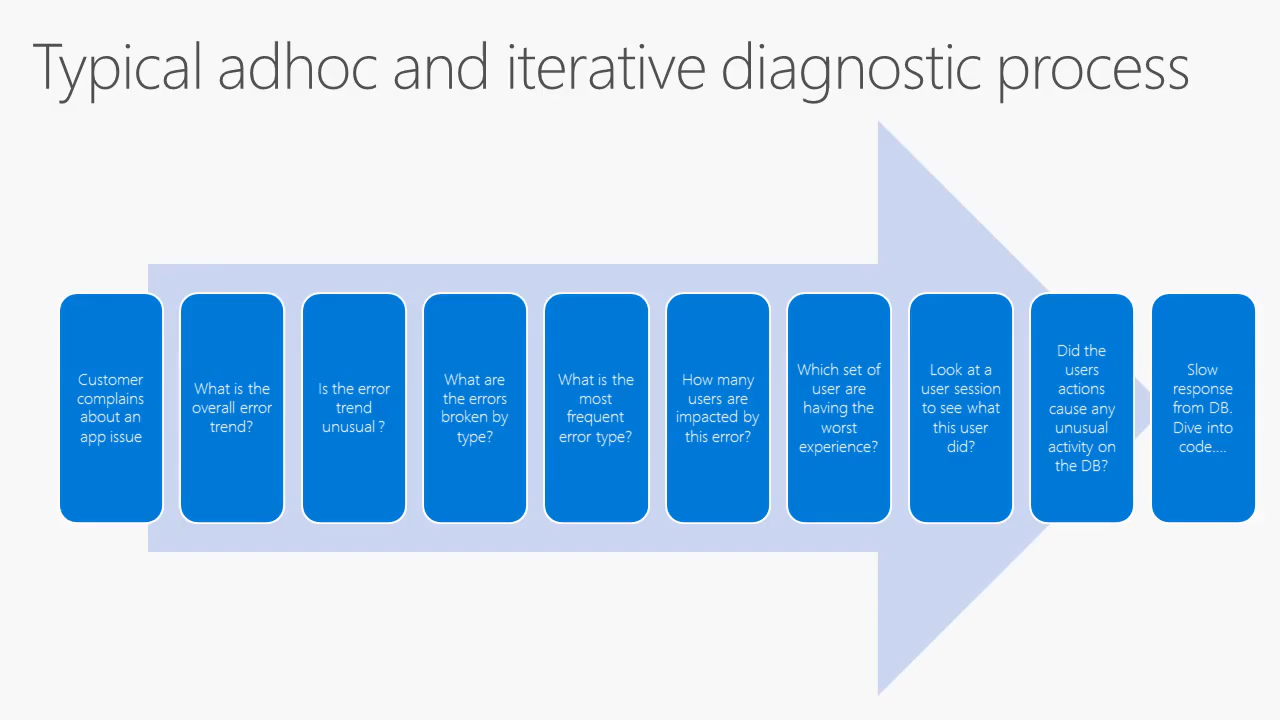 Typical adhoc and iterative diagnostic process
Customer
complains
about an
app issue
What is the
overall error
trend?
Is the error
trend
unusual ?
What are
the errors
broken by
type?
What is the
most
frequent
error type?
How many
users are
impacted by
this error?
Which set of
user are
having the
worst
experience?
Look at a
user session
to see what
this user
did?
Did the
users
actions
cause any
unusual
activity on
the DB?
Slow
response
from DB.
Dive into
code....